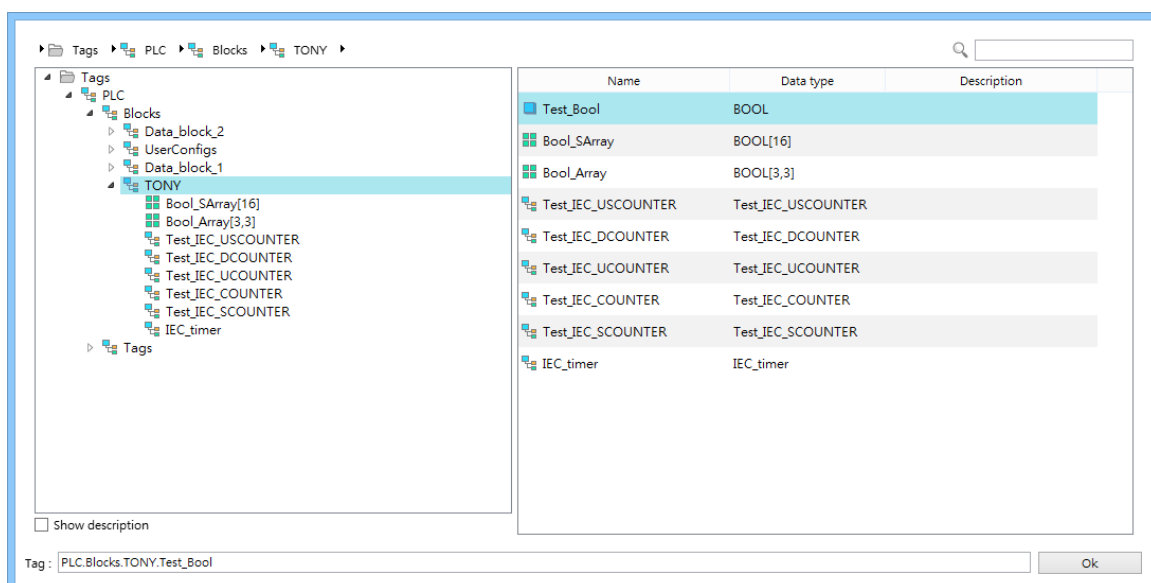 Tags PLC Blocks TONY
Tags
PLC
Blocks
Data_block_2
UserConfigs
Data_block_1
TONY
Bool_SArray[16]
Bool_Array[3,3]
Test_IEC_USCOUNTER
Test_IEC_DCOUNTER
Test_IEC_UCOUNTER
Test_IEC_COUNTER
Test_IEC_SCOUNTER
IEC_timer
Tags
Name Data type Description
Test_Bool BOOL
Bool_SArray BOOL[16]
Bool_Array BOOL[3,3]
Test_IEC_USCOUNTER Test_IEC_USCOUNTER
Test_IEC_DCOUNTER Test_IEC_DCOUNTER
Test_IEC_UCOUNTER Test_IEC_UCOUNTER
Test_IEC_COUNTER Test_IEC_COUNTER
Test_IEC_SCOUNTER Test_IEC_SCOUNTER
IEC_timer IEC_timer
Show description
Tag : PLC.Blocks.TONY.Test_Bool Ok